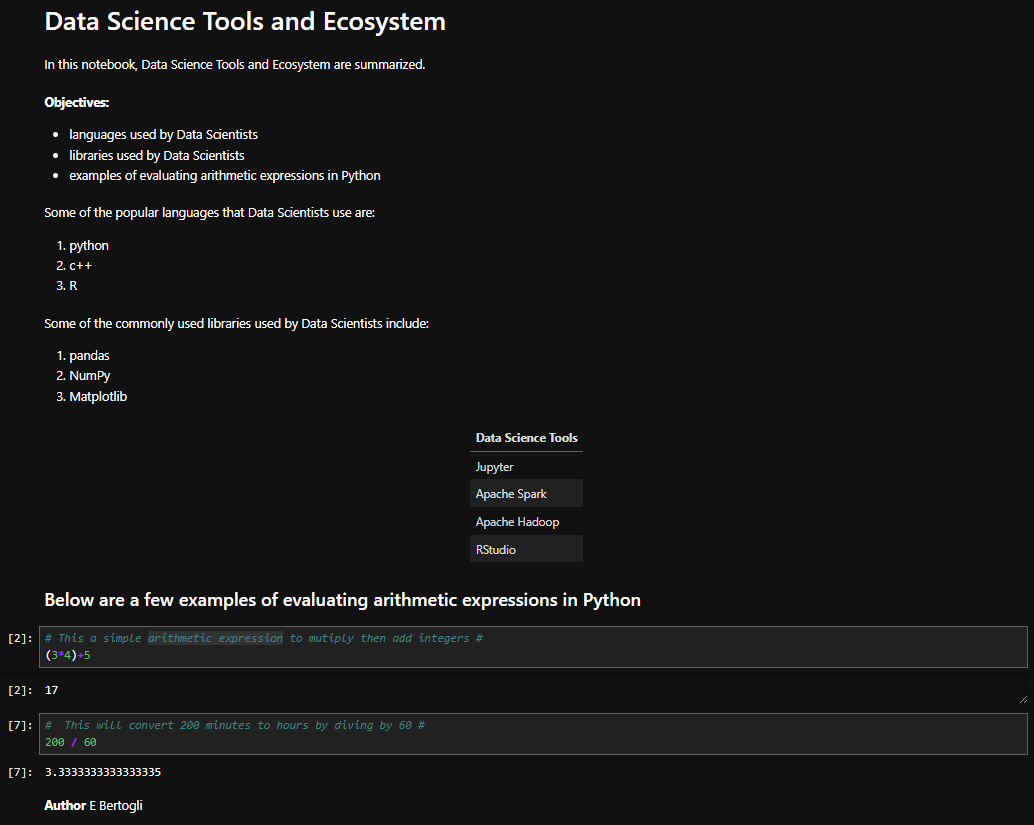 Data Science Tools and Ecosystem
In this notebook, Data Science Tools and Ecosystem are summarized.
Objectives:
• languages used by Data Scientists
• libraries used by Data Scientists
• examples of evaluating arithmetic expressions in Python
Some of the popular languages that Data Scientists use are:
1. python
2. c++
3. R
Some of the commonly used libraries used by Data Scientists include:
1. pandas
2. NumPy
3. Matplotlib
Data Science Tools
Jupyter
Apache Spark
Apache Hadoop
RStudio
Below are a few examples of evaluating arithmetic expressions in Python
[2]: # This a simple arithmetic expression to mutiply then add integers #
(3*4)+5
[2]: 17
[7]: #  This will convert 200 minutes to hours by diving by 60 #
200 / 60
[7]: 3.3333333333333335
Author E Bertogli